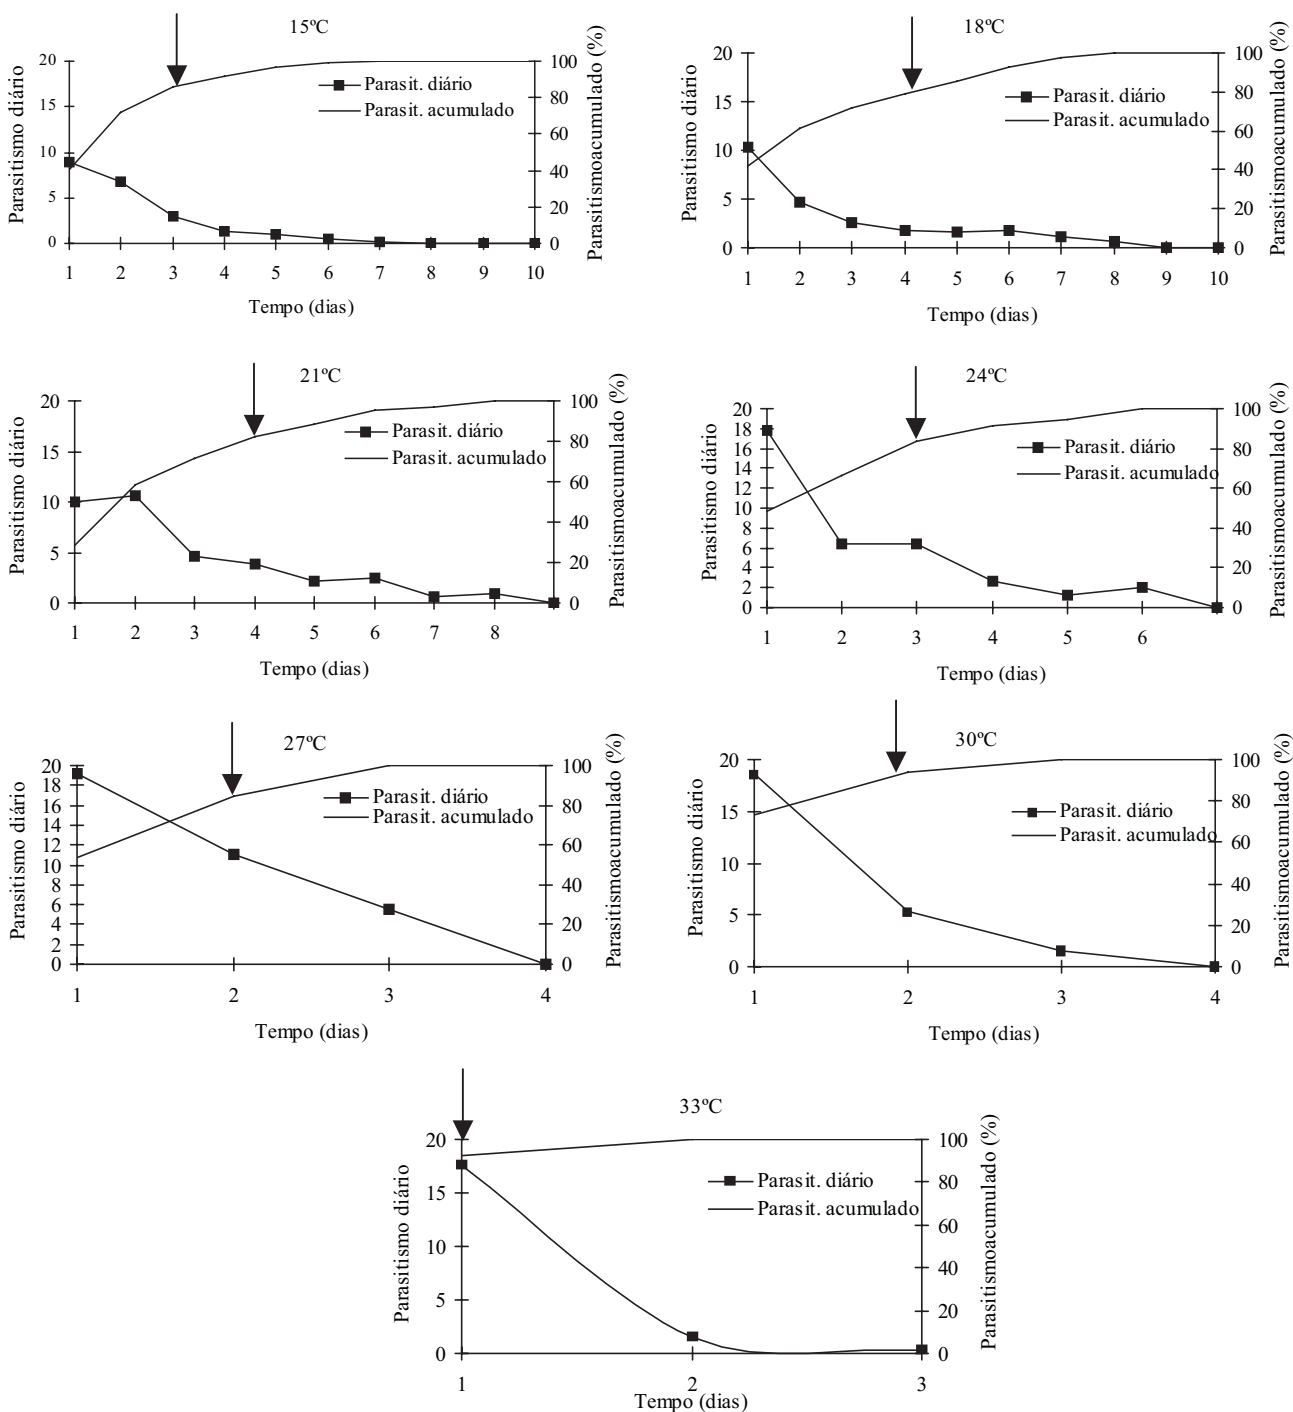 15ºC
Parasitismo diário
20
15
10
5
0
Parasit. diário
Parasit. acumulado
100
80
60
40
20
0
Parasitismoacumulado (%)
1 2 3 4 5 6 7 8 9 10
Tempo (dias)
18ºC
Parasitismo diário
20
15
10
5
0
Parasit. diário
Parasit. acumulado
100
80
60
40
20
0
Parasitismoacumulado (%)
1 2 3 4 5 6 7 8 9 10
Tempo (dias)
21ºC
Parasitismo diário
20
15
10
5
0
Parasit. diário
Parasit. acumulado
100
80
60
40
20
0
Parasitismoacumulado (%)
1 2 3 4 5 6 7 8
Tempo (dias)
24ºC
Parasitismo diário
20
18
16
14
12
10
8
6
4
2
0
Parasit. diário
Parasit. acumulado
100
80
60
40
20
0
Parasitismoacumulado (%)
1 2 3 4 5 6
Tempo (dias)
27ºC
Parasitismo diário
20
18
16
14
12
10
8
6
4
2
0
Parasit. diário
Parasit. acumulado
100
80
60
40
20
0
Parasitismoacumulado (%)
1 2 3 4
Tempo (dias)
30ºC
Parasitismo diário
20
15
10
5
0
Parasit. diário
Parasit. acumulado
100
80
60
40
20
0
Parasitismoacumulado (%)
1 2 3 4
Tempo (dias)
33ºC
Parasitismo diário
20
15
10
5
0
Parasit. diário
Parasit. acumulado
100
80
60
40
20
0
Parasitismoacumulado (%)
1 2 3
Tempo (dias)